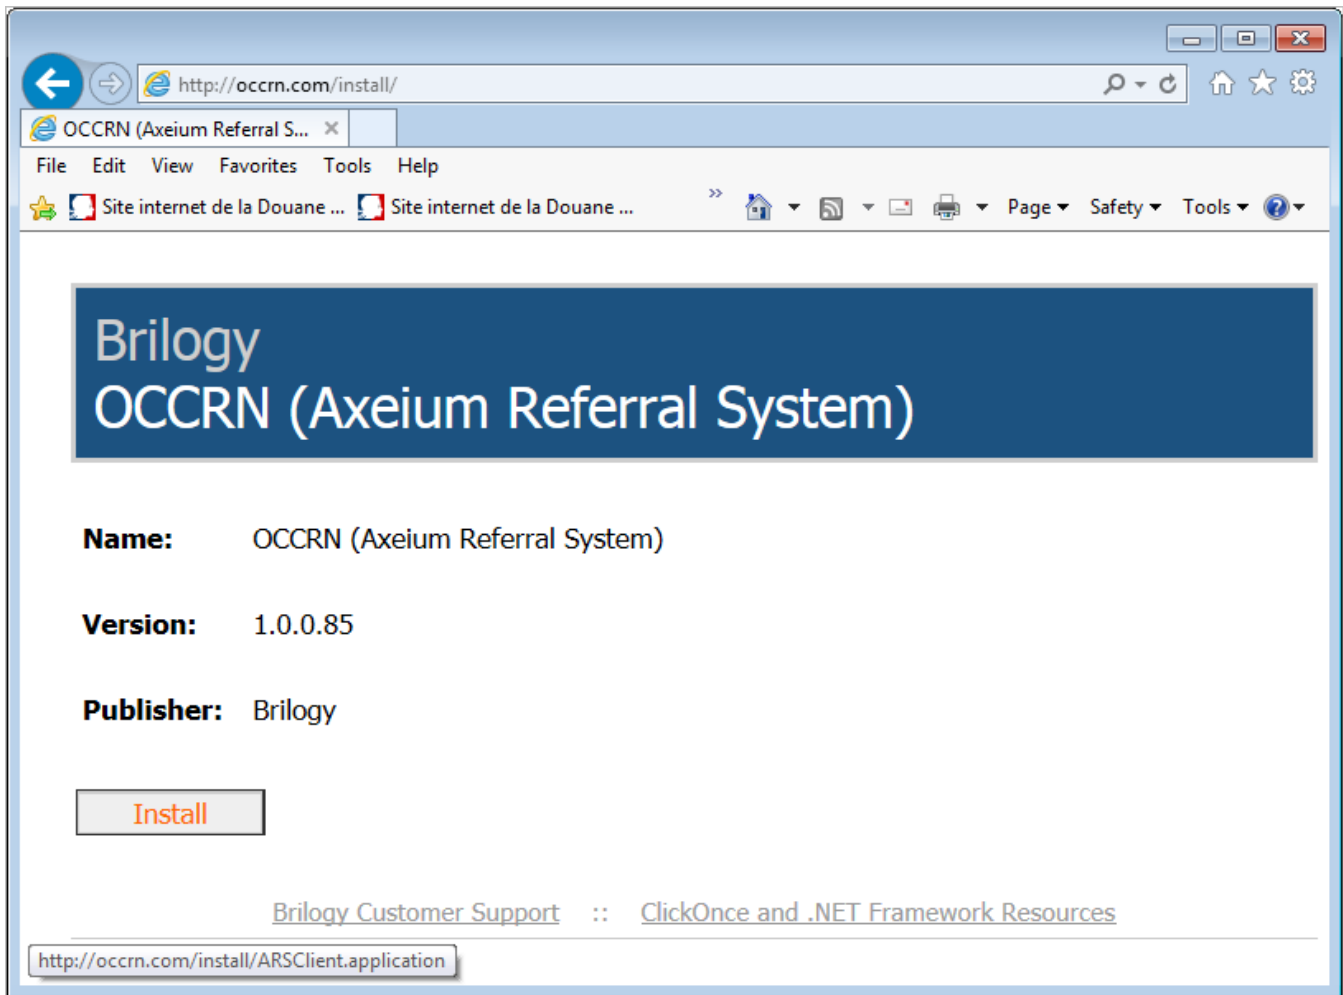 http://occrn.com/install/
OCCRN (Axeium Referral S...
File Edit View Favorites Tools Help
Site internet de la Douane ... Site internet de la Douane ... » Page Safety Tools
Brilogy
OCCRN (Axeium Referral System)
Name: OCCRN (Axeium Referral System)
Version: 1.0.0.85
Publisher: Brilogy
Install
Brilogy Customer Support :: ClickOnce and .NET Framework Resources
http://occrn.com/install/ARSClient.application